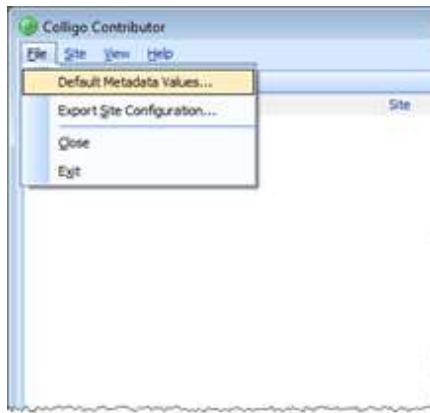 Colligo Contributor
File Site View Help
Default Metadata Values...
Export Site Configuration...
Site
Close
Exit